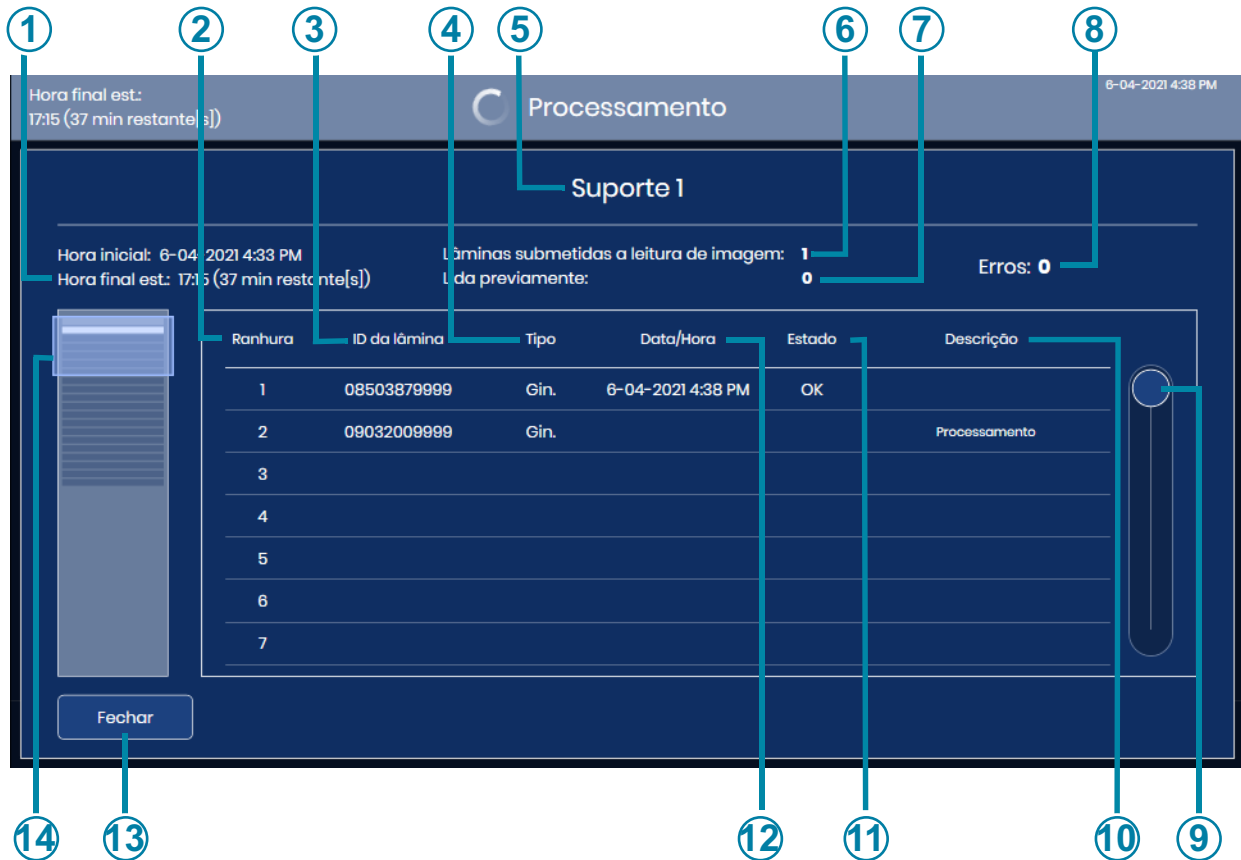 1 2 3 4 5 6 7 8
Hora final est.:
17:15 (37 min restante[s])
Processamento
6-04-2021 4:38 PM
Suporte 1
Hora inicial: 6-04-2021 4:33 PM
Hora final est.: 17:15 (37 min restante[s])
Lâminas submetidas a leitura de imagem: 1
Lida previamente: 0
Erros: 0
Ranhura ID da lâmina Tipo Data/Hora Estado Descrição
1 08503879999 Gin. 6-04-2021 4:38 PM OK
2 09032009999 Gin. Processamento
3
4
5
6
7
Fechar
14 13 12 11 10 9